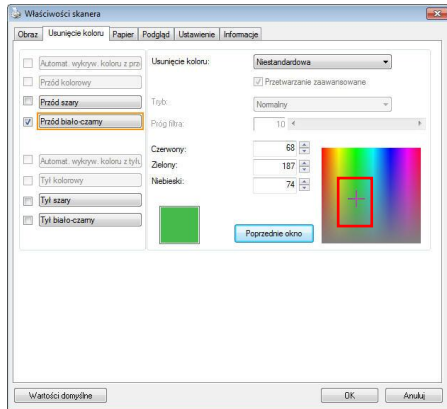 Właściwości skanera
Obraz Usunięcie koloru Papier Podgląd Ustawienie Informacje
Automat. wykryw. koloru z prz
Przód kolorowy
Przód szary
Przód biało-czarny
Automat. wykryw. koloru z tyłu
Tył kolorowy
Tył szary
Tył biało-czarny
Usunięcie koloru: Niestandardowa
Przetwarzanie zaawansowane
Tryb: Normalny
Próg filtra: 10
Czerwony: 68
Zielony: 187
Niebieski: 74
Poprzednie okno
Wartości domyślne OK Anuluj